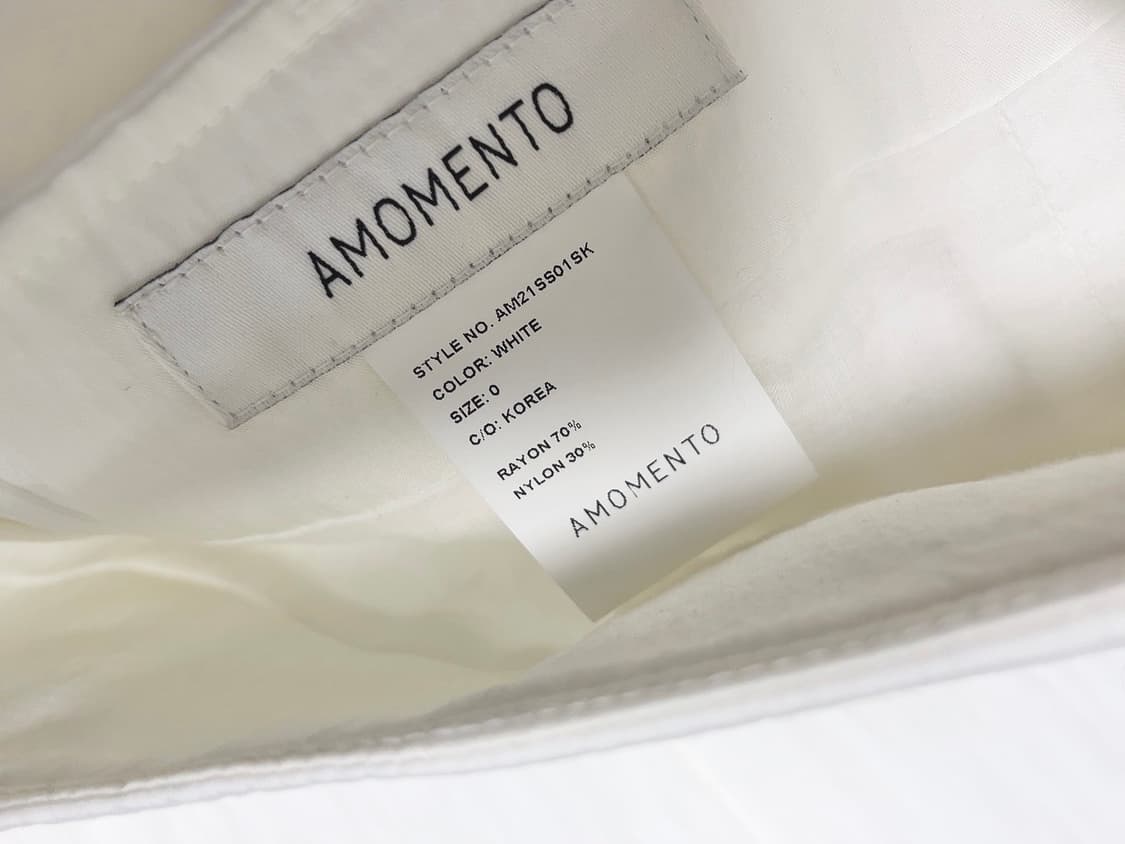 AMOMENTO
STYLE NO. AM21SS01SK
COLOR: WHITE
SIZE: 0
C/O: KOREA
RAYON 70%
NYLON 30%
AMOMENTO